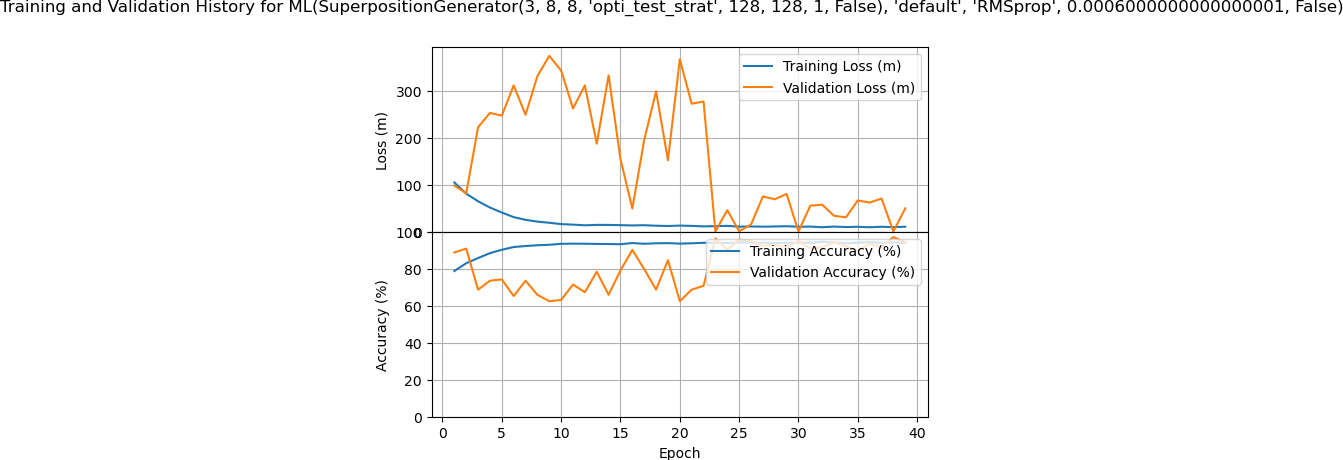 Training and Validation History for ML(SuperpositionGenerator(3, 8, 8, 'opti_test_strat', 128, 128, 1, False), 'default', 'RMSprop', 0.0006000000000000001, False)
Training Loss (m)
Validation Loss (m)
300
200
100
0
Loss (m)
Training Accuracy (%)
Validation Accuracy (%)
100
80
60
40
20
0
Accuracy (%)
0 5 10 15 20 25 30 35 40
Epoch